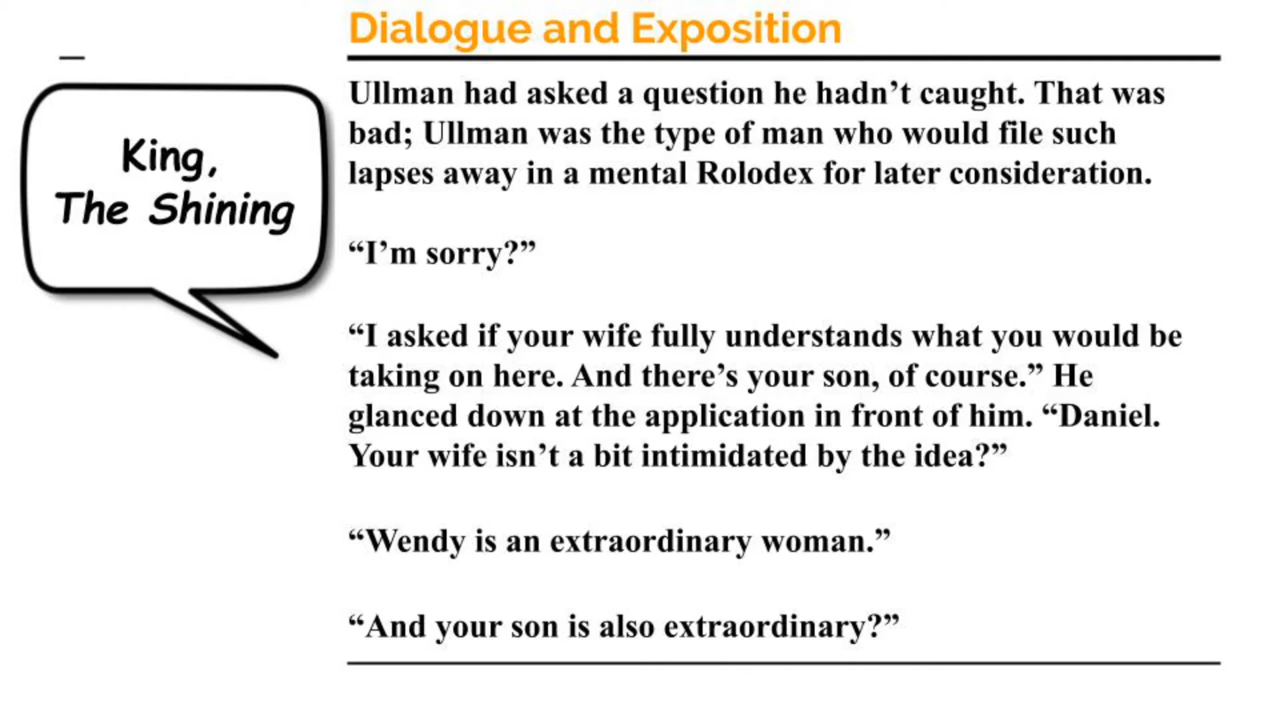 Dialogue and Exposition
King,
The Shining
Ullman had asked a question he hadn’t caught. That was
bad; Ullman was the type of man who would file such
lapses away in a mental Rolodex for later consideration.
“I’m sorry?”
“I asked if your wife fully understands what you would be
taking on here. And there’s your son, of course.” He
glanced down at the application in front of him. “Daniel.
Your wife isn’t a bit intimidated by the idea?”
“Wendy is an extraordinary woman.”
“And your son is also extraordinary?”